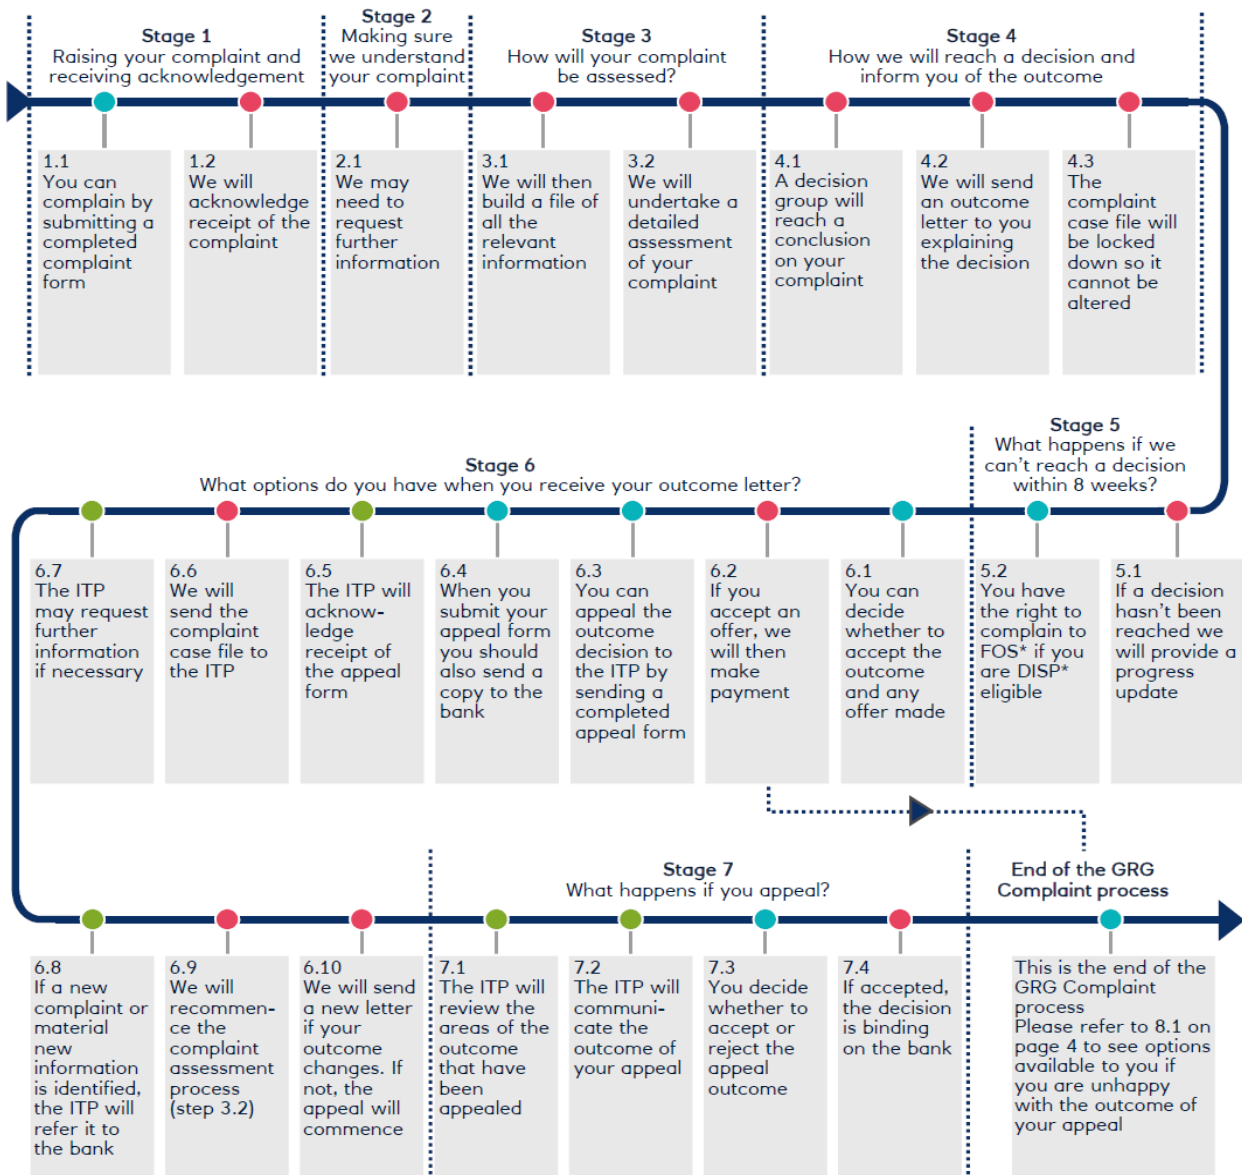 Stage 1
Raising your complaint and
receiving acknowledgement
Stage 2
Making sure
we understand
your complaint
Stage 3
How will your complaint
be assessed?
Stage 4
How we will reach a decision and
inform you of the outcome
1.1
You can
complain by
submitting a
completed
complaint
form
1.2
We will
acknowledge
receipt of the
complaint
2.1
We may
need to
request
further
information
3.1
We will then
build a file of
all the
relevant
information
3.2
We will
undertake a
detailed
assessment
of your
complaint
4.1
A decision
group will
reach a
conclusion
on your
complaint
4.2
We will send
an outcome
letter to you
explaining
the decision
4.3
The
complaint
case file will
be locked
down so it
cannot be
altered
Stage 5
What happens if we
can't reach a decision
within 8 weeks?
Stage 6
What options do you have when you receive your outcome letter?
6.7
The ITP
may request
further
information
if necessary
6.6
We will
send the
complaint
case file to
the ITP
6.5
The ITP will
acknow-
ledge
receipt of
the appeal
form
6.4
When you
submit your
appeal form
you should
also send a
copy to the
bank
6.3
You can
appeal the
outcome
decision to
the ITP by
sending a
completed
appeal form
6.2
If you
accept an
offer, we
will then
make
payment
6.1
You can
decide
whether to
accept the
outcome
and any
offer made
5.2
You have
the right to
complain to
FOS* if you
are DISP*
eligible
5.1
If a decision
hasn't been
reached we
will provide a
progress
update
Stage 7
What happens if you appeal?
End of the GRG
Complaint process
6.8
If a new
complaint or
material
new
information
is identified,
the ITP will
refer it to
the bank
6.9
We will
recommen-
ence the
complaint
assessment
process
(step 3.2)
6.10
We will send
a new letter
if your
outcome
changes. If
not, the
appeal will
commence
7.1
The ITP will
review the
areas of the
outcome
that have
been
appealed
7.2
The ITP will
communi-
cate the
outcome of
your appeal
7.3
You decide
whether to
accept or
reject the
appeal
outcome
7.4
If accepted,
the decision
is binding
on the bank
This is the end of the
GRG Complaint
process
Please refer to 8.1 on
page 4 to see options
available to you if
you are unhappy
with the outcome of
your appeal